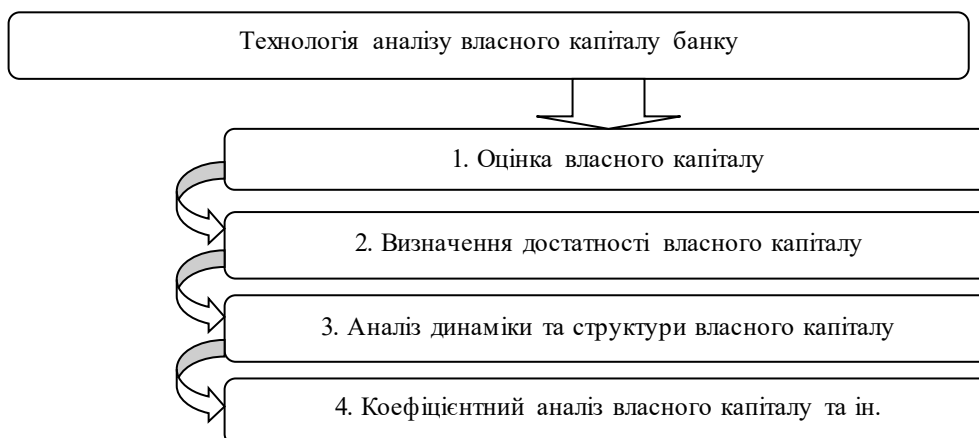 Технологія аналізу власного капіталу банку
1. Оцінка власного капіталу
2. Визначення достатності власного капіталу
3. Аналіз динаміки та структури власного капіталу
4. Коефіцієнтний аналіз власного капіталу та ін.